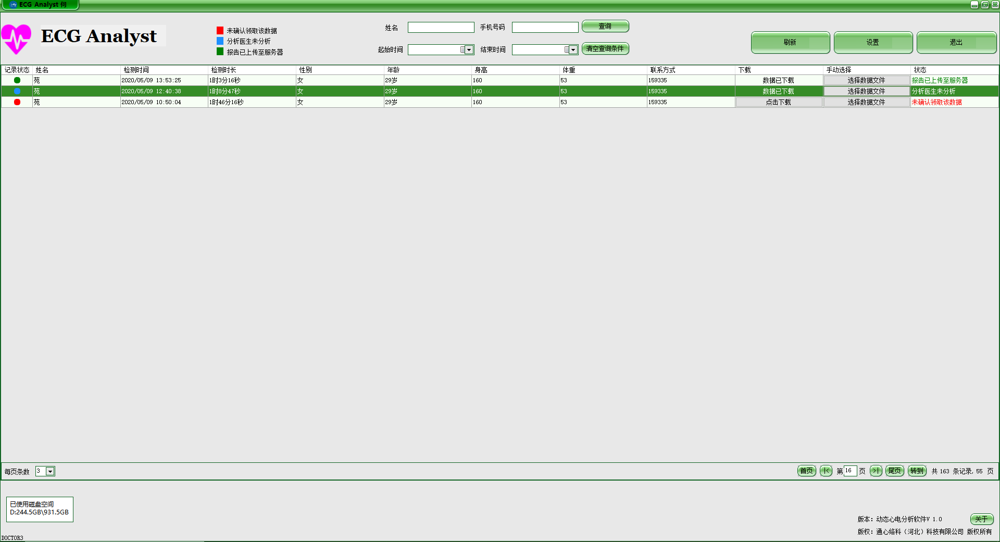 ECG Analyst 何
ECG Analyst
未确认领取该数据
分析医生未分析
报告已上传至服务器
姓名 手机号码 查询
起始时间 结束时间 清空查询条件
刷新 设置 退出
记录状态 姓名 检测时间 检测时长 性别 年龄 身高 体重 联系方式 下载 手动选择 状态
苑 2020/05/09 13:53:25 1时3分16秒 女 29岁 160 53 159335 数据已下载 选择数据文件 报告已上传至服务器
苑 2020/05/09 12:40:38 1时8分47秒 女 29岁 160 53 159335 数据已下载 选择数据文件 分析医生未分析
苑 2020/05/09 10:50:04 1时46分16秒 女 29岁 160 53 159335 点击下载 选择数据文件 未确认领取该数据
每页条数 3 首页 |< 第 16 页 >| 尾页 转到 共 163 条记录, 55 页
已使用磁盘空间
D:244.5GB\931.5GB
版本: 动态心电分析软件V 1.0 关于
版权: 通心络科（河北）科技有限公司 版权所有
DOCTOR3